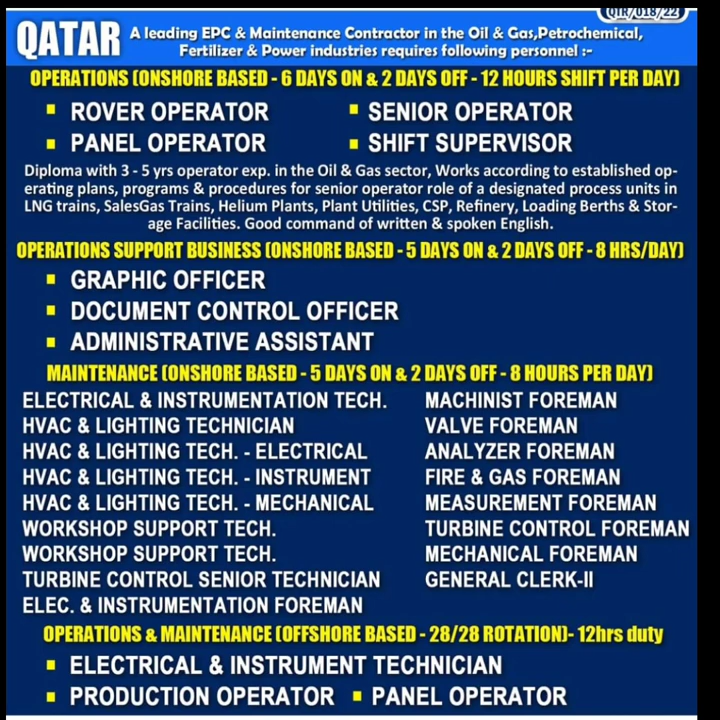 QTR/018/22
QATAR A leading EPC & Maintenance Contractor in the Oil & Gas,Petrochemical,
Fertilizer & Power industries requires following personnel :-
OPERATIONS (ONSHORE BASED - 6 DAYS ON & 2 DAYS OFF - 12 HOURS SHIFT PER DAY)
▪ ROVER OPERATOR ▪ SENIOR OPERATOR
▪ PANEL OPERATOR ▪ SHIFT SUPERVISOR
Diploma with 3 - 5 yrs operator exp. in the Oil & Gas sector, Works according to established op-
erating plans, programs & procedures for senior operator role of a designated process units in
LNG trains, SalesGas Trains, Helium Plants, Plant Utilities, CSP, Refinery, Loading Berths & Stor-
age Facilities. Good command of written & spoken English.
OPERATIONS SUPPORT BUSINESS (ONSHORE BASED - 5 DAYS ON & 2 DAYS OFF - 8 HRS/DAY)
▪ GRAPHIC OFFICER
▪ DOCUMENT CONTROL OFFICER
▪ ADMINISTRATIVE ASSISTANT
MAINTENANCE (ONSHORE BASED - 5 DAYS ON & 2 DAYS OFF - 8 HOURS PER DAY)
ELECTRICAL & INSTRUMENTATION TECH. MACHINIST FOREMAN
HVAC & LIGHTING TECHNICIAN VALVE FOREMAN
HVAC & LIGHTING TECH. - ELECTRICAL ANALYZER FOREMAN
HVAC & LIGHTING TECH. - INSTRUMENT FIRE & GAS FOREMAN
HVAC & LIGHTING TECH. - MECHANICAL MEASUREMENT FOREMAN
WORKSHOP SUPPORT TECH. TURBINE CONTROL FOREMAN
WORKSHOP SUPPORT TECH. MECHANICAL FOREMAN
TURBINE CONTROL SENIOR TECHNICIAN GENERAL CLERK-II
ELEC. & INSTRUMENTATION FOREMAN
OPERATIONS & MAINTENANCE (OFFSHORE BASED - 28/28 ROTATION)- 12hrs duty
▪ ELECTRICAL & INSTRUMENT TECHNICIAN
▪ PRODUCTION OPERATOR ▪ PANEL OPERATOR